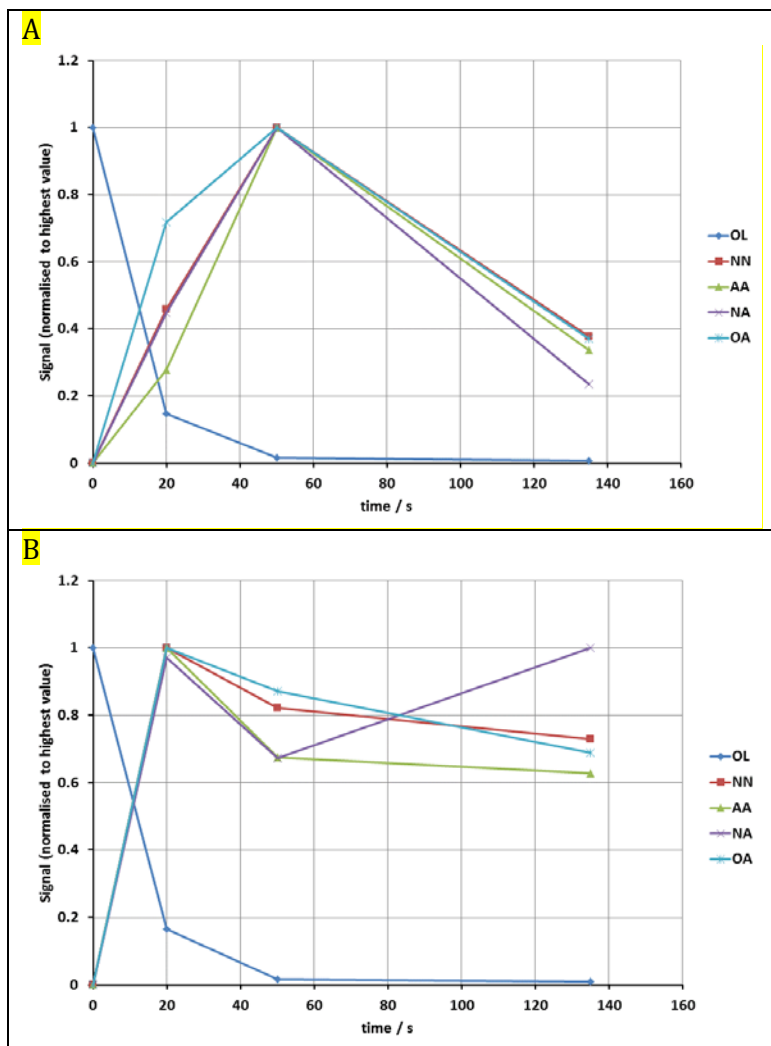 A
1.2
1
0.8
0.6
0.4
0.2
0
Signal (normalised to highest value)
0 20 40 60 80 100 120 140 160
time / s
OL
NN
AA
NA
OA
B
1.2
1
0.8
0.6
0.4
0.2
0
Signal (normalised to highest value)
0 20 40 60 80 100 120 140 160
time / s
OL
NN
AA
NA
OA